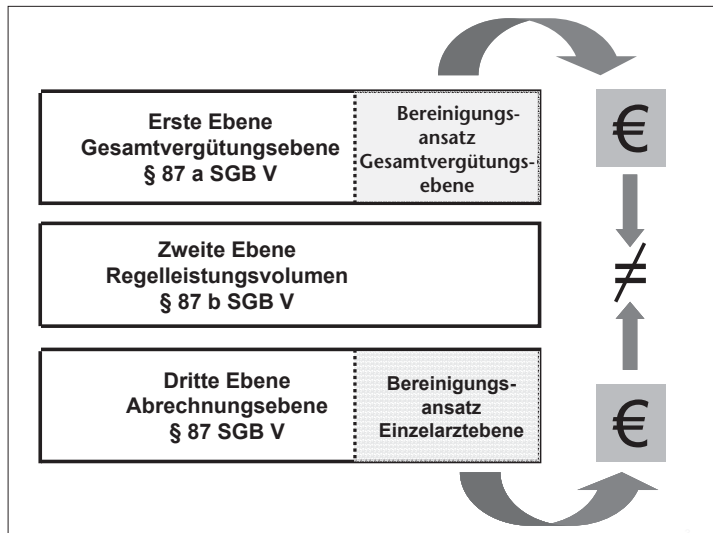 Erste Ebene
Gesamtvergütungsebene
§ 87 a SGB V
Bereinigungs-
ansatz
Gesamtvergütungs-
ebene
€
Zweite Ebene
Regelleistungsvolumen
§ 87 b SGB V
≠
Dritte Ebene
Abrechnungsebene
§ 87 SGB V
Bereinigungs-
ansatz
Einzelarztebene
€